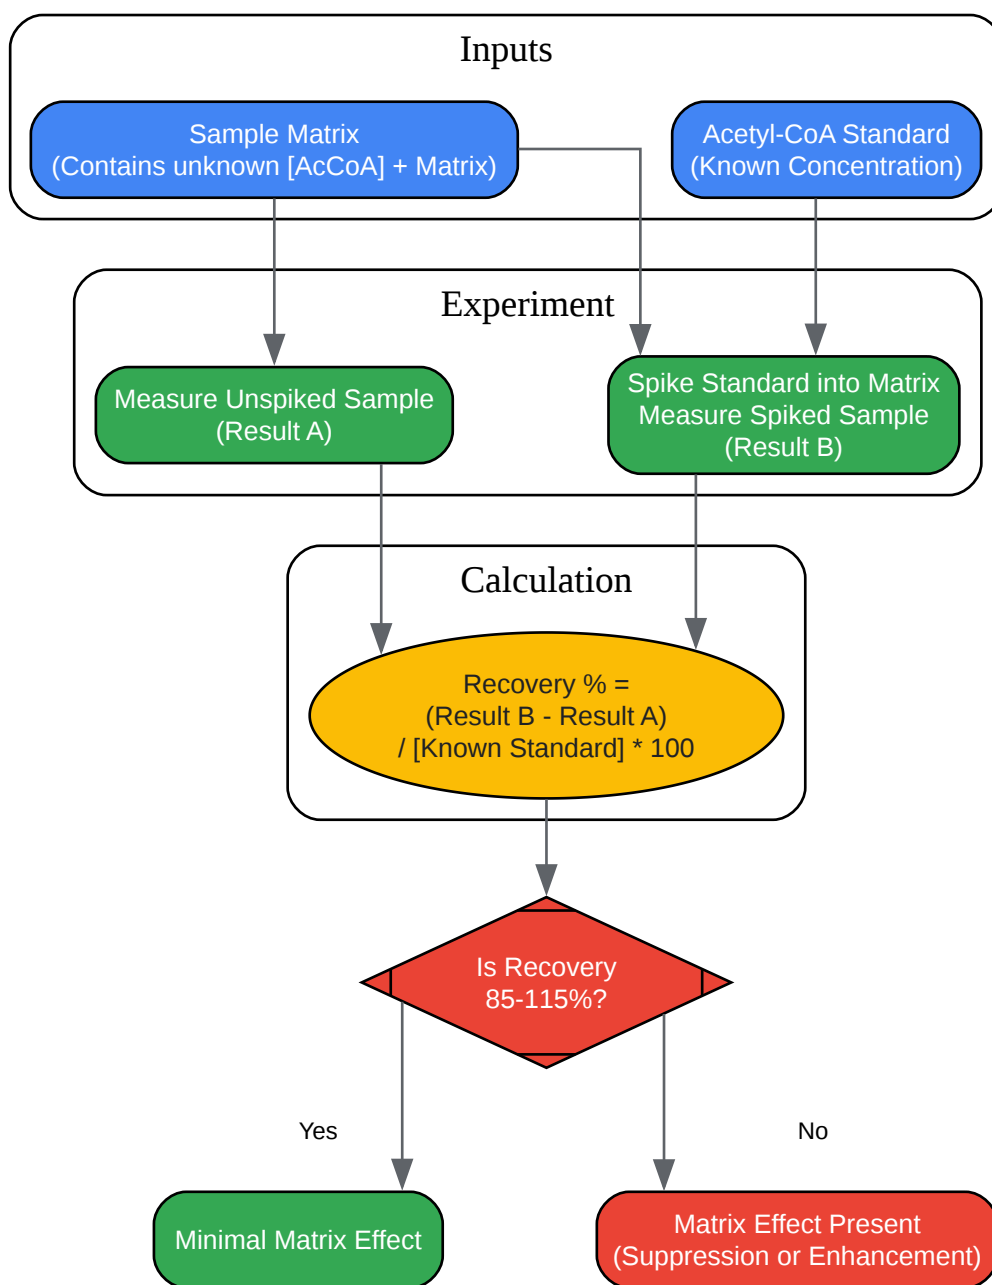 Inputs
Sample Matrix
(Contains unknown [AcCoA] + Matrix)
Acetyl-CoA Standard
(Known Concentration)
Experiment
Measure Unspiked Sample
(Result A)
Spike Standard into Matrix
Measure Spiked Sample
(Result B)
Calculation
Recovery % =
(Result B - Result A)
/ [Known Standard] * 100
Is Recovery
85-115%?
Yes
No
Minimal Matrix Effect
Matrix Effect Present
(Suppression or Enhancement)